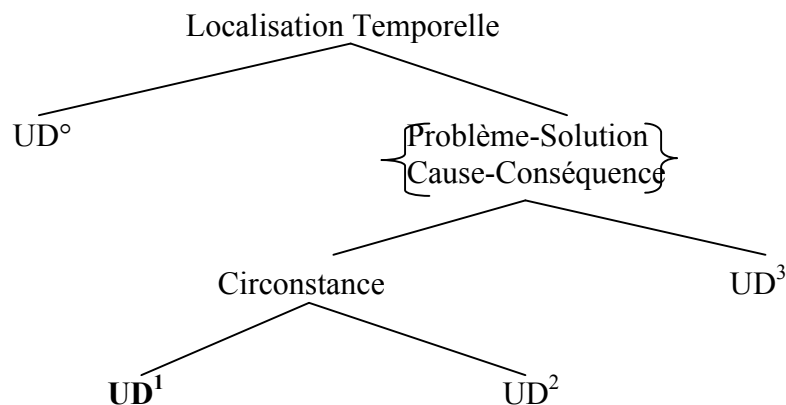 Localisation Temporelle
UD°
Problème-Solution
Cause-Conséquence
Circonstance
UD³
UD¹
UD²